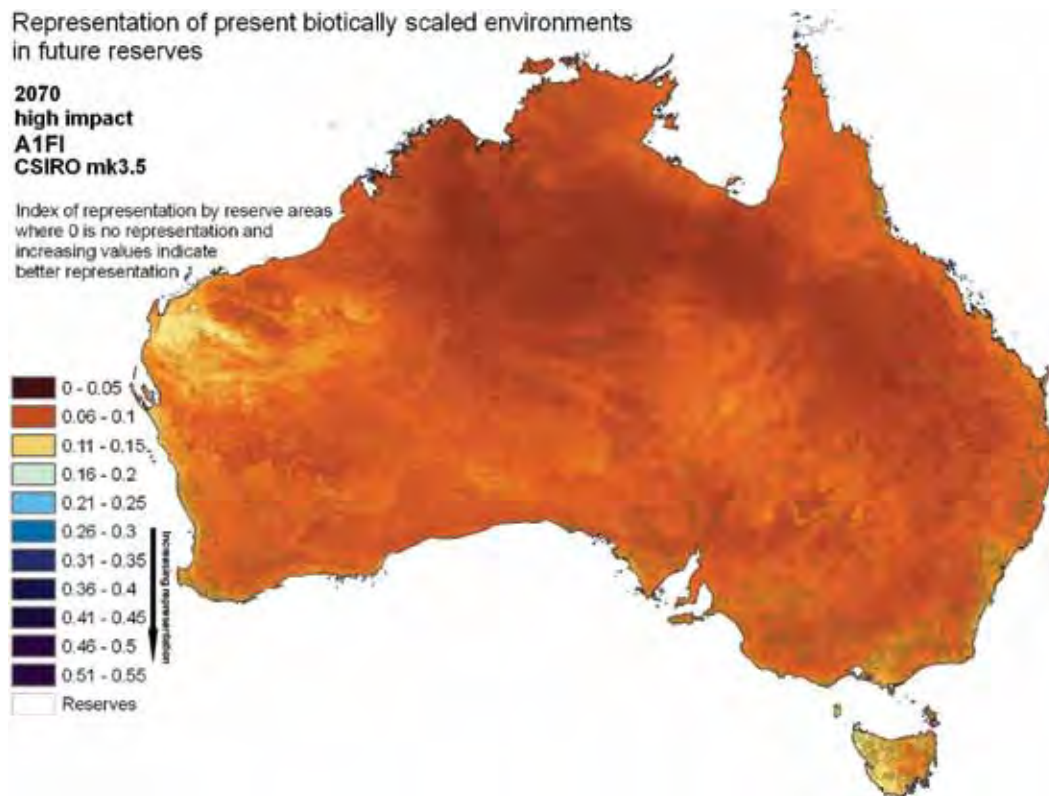 Representation of present biotically scaled environments
in future reserves
2070
high impact
A1FI
CSIRO mk3.5
Index of representation by reserve areas
where 0 is no representation and
increasing values indicate
better representation
0 - 0.05
0.06 - 0.1
0.11 - 0.15
0.16 - 0.2
0.21 - 0.25
0.26 - 0.3
0.31 - 0.35
0.36 - 0.4
0.41 - 0.45
0.46 - 0.5
0.51 - 0.55
Reserves
Increasing representation